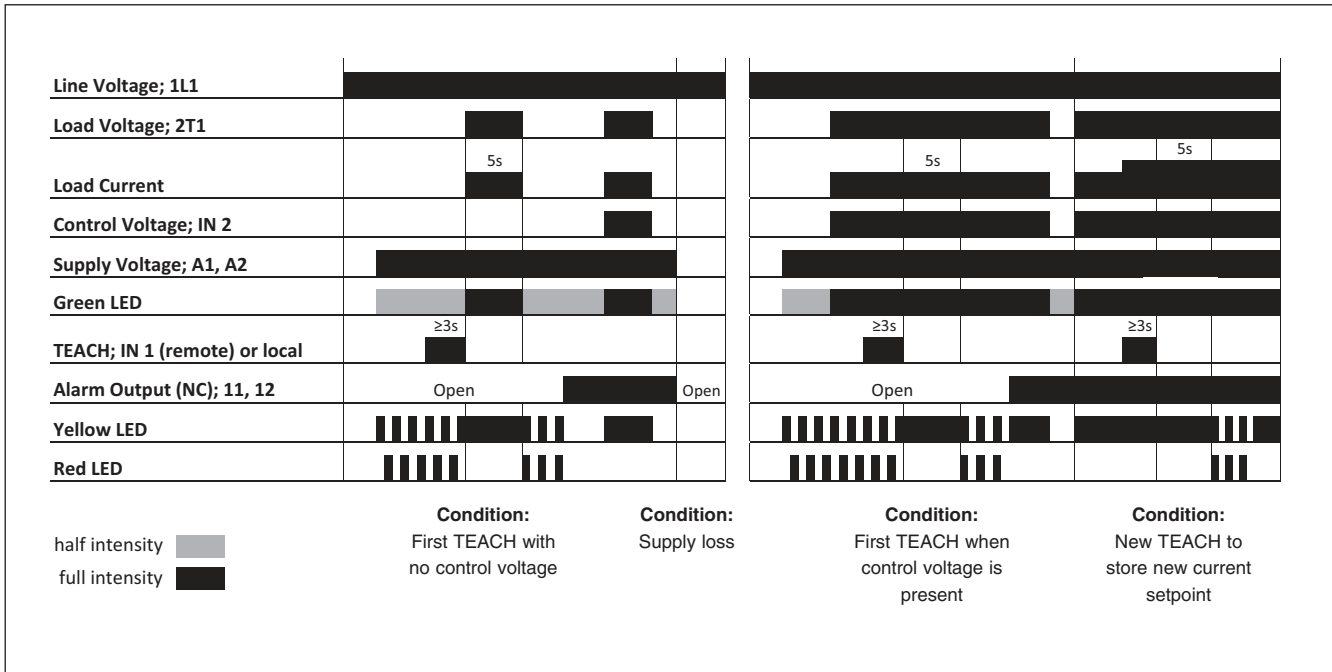 Line Voltage; 1L1
Load Voltage; 2T1
5s
5s
5s
Load Current
Control Voltage; IN 2
Supply Voltage; A1, A2
Green LED
≥3s
≥3s
≥3s
TEACH; IN 1 (remote) or local
Alarm Output (NC); 11, 12
Open
Open
Open
Yellow LED
Red LED
half intensity
full intensity
Condition:
First TEACH with
no control voltage
Condition:
Supply loss
Condition:
First TEACH when
control voltage is
present
Condition:
New TEACH to
store new current
setpoint